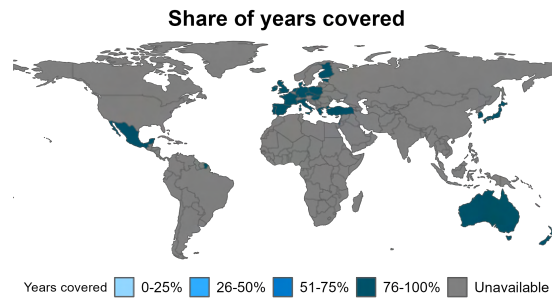 Share of years covered
Years covered 0-25% 26-50% 51-75% 76-100% Unavailable